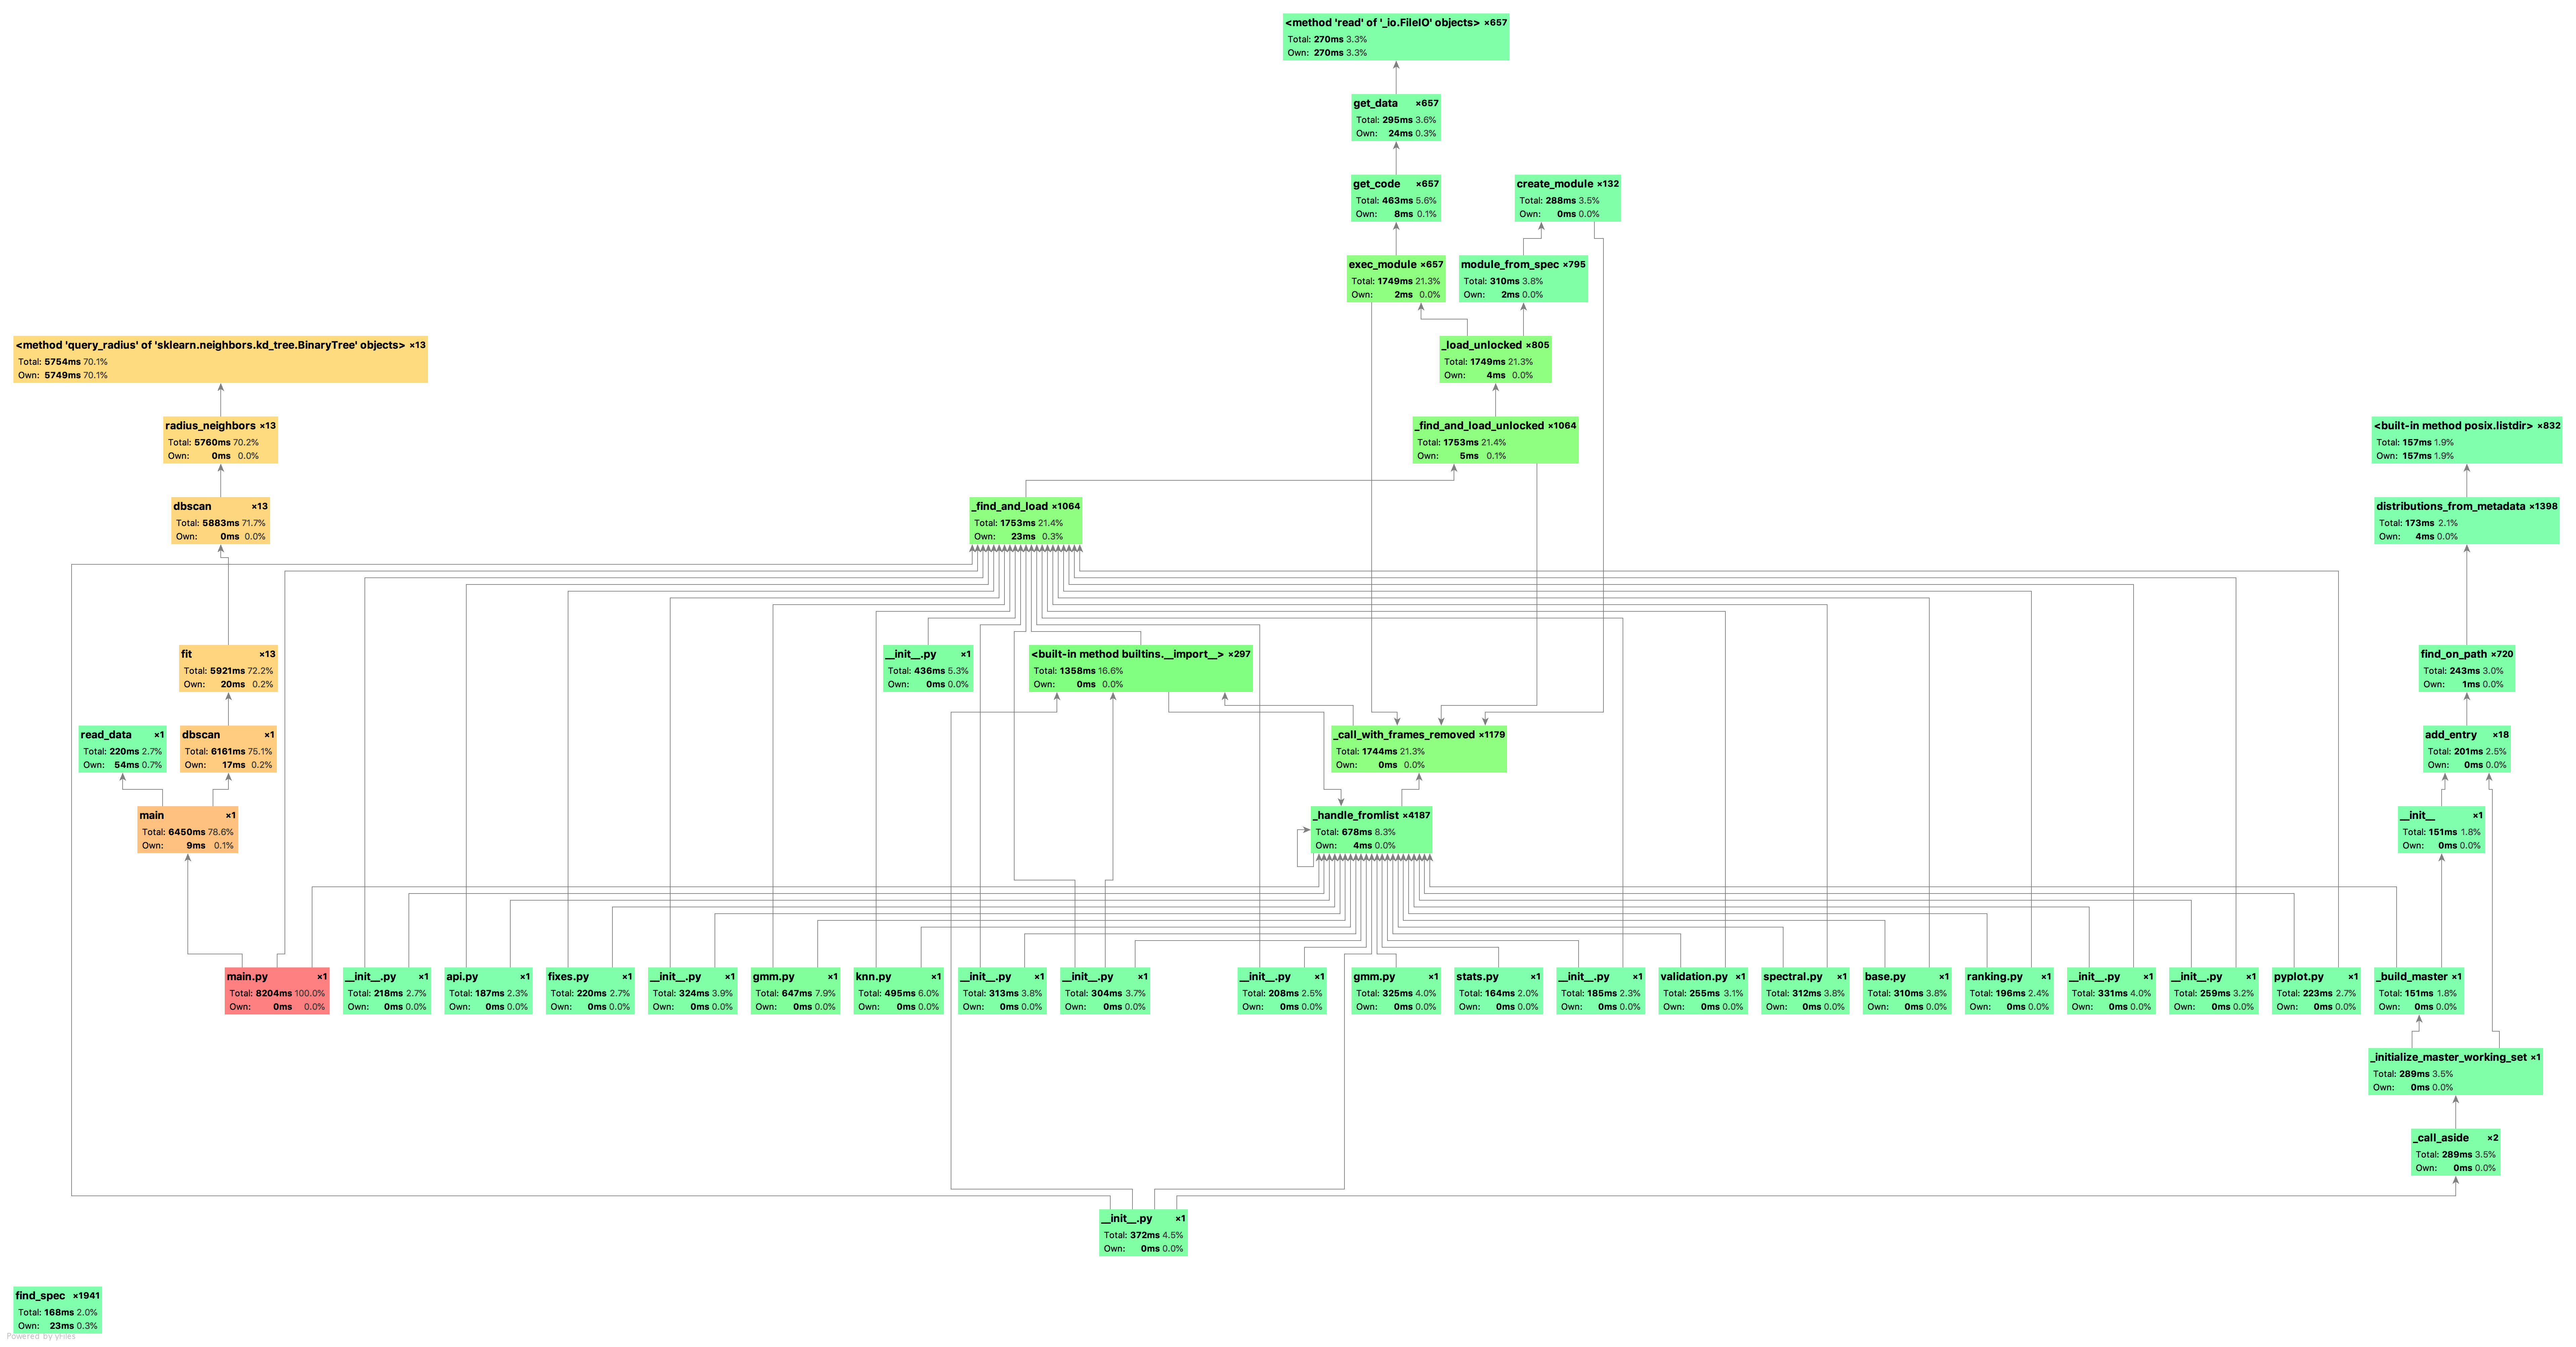 <method 'read' of '_io.FileIO' objects> ×657
Total: 270ms 3.3%
Own: 270ms 3.3%
get_data ×657
Total: 295ms 3.6%
Own: 24ms 0.3%
get_code ×657
Total: 463ms 5.6%
Own: 8ms 0.1%
create_module ×132
Total: 288ms 3.5%
Own: 0ms 0.0%
exec_module ×657
Total: 1749ms 21.3%
Own: 2ms 0.0%
module_from_spec ×795
Total: 310ms 3.8%
Own: 2ms 0.0%
<method 'query_radius' of 'sklearn.neighbors.kd_tree.BinaryTree' objects> ×13
Total: 5754ms 70.1%
Own: 5749ms 70.1%
_load_unlocked ×805
Total: 1749ms 21.3%
Own: 4ms 0.0%
radius_neighbors ×13
Total: 5760ms 70.2%
Own: 0ms 0.0%
_find_and_load_unlocked ×1064
Total: 1753ms 21.4%
Own: 5ms 0.1%
<built-in method posix.listdir> ×832
Total: 157ms 1.9%
Own: 157ms 1.9%
dbscan ×13
Total: 5883ms 71.7%
Own: 0ms 0.0%
_find_and_load ×1064
Total: 1753ms 21.4%
Own: 23ms 0.3%
distributions_from_metadata ×1398
Total: 173ms 2.1%
Own: 4ms 0.0%
fit ×13
Total: 5921ms 72.2%
Own: 20ms 0.2%
__init__.py ×1
Total: 436ms 5.3%
Own: 0ms 0.0%
<built-in method builtins.__import__> ×297
Total: 1358ms 16.6%
Own: 0ms 0.0%
find_on_path ×720
Total: 243ms 3.0%
Own: 1ms 0.0%
read_data ×1
Total: 220ms 2.7%
Own: 54ms 0.7%
dbscan ×1
Total: 6161ms 75.1%
Own: 17ms 0.2%
_call_with_frames_removed ×1179
Total: 1744ms 21.3%
Own: 0ms 0.0%
add_entry ×18
Total: 201ms 2.5%
Own: 0ms 0.0%
main ×1
Total: 6450ms 78.6%
Own: 9ms 0.1%
_handle_fromlist ×4187
Total: 678ms 8.3%
Own: 4ms 0.0%
__init__ ×1
Total: 151ms 1.8%
Own: 0ms 0.0%
main.py ×1
Total: 8204ms 100.0%
Own: 0ms 0.0%
__init__.py ×1
Total: 218ms 2.7%
Own: 0ms 0.0%
api.py ×1
Total: 187ms 2.3%
Own: 0ms 0.0%
fixes.py ×1
Total: 220ms 2.7%
Own: 0ms 0.0%
__init__.py ×1
Total: 324ms 3.9%
Own: 0ms 0.0%
gmm.py ×1
Total: 647ms 7.9%
Own: 0ms 0.0%
knn.py ×1
Total: 495ms 6.0%
Own: 0ms 0.0%
__init__.py ×1
Total: 313ms 3.8%
Own: 0ms 0.0%
__init__.py ×1
Total: 304ms 3.7%
Own: 0ms 0.0%
__init__.py ×1
Total: 208ms 2.5%
Own: 0ms 0.0%
gmm.py ×1
Total: 325ms 4.0%
Own: 0ms 0.0%
stats.py ×1
Total: 164ms 2.0%
Own: 0ms 0.0%
__init__.py ×1
Total: 185ms 2.3%
Own: 0ms 0.0%
validation.py ×1
Total: 255ms 3.1%
Own: 0ms 0.0%
spectral.py ×1
Total: 312ms 3.8%
Own: 0ms 0.0%
base.py ×1
Total: 310ms 3.8%
Own: 0ms 0.0%
ranking.py ×1
Total: 196ms 2.4%
Own: 0ms 0.0%
__init__.py ×1
Total: 331ms 4.0%
Own: 0ms 0.0%
__init__.py ×1
Total: 259ms 3.2%
Own: 0ms 0.0%
pyplot.py ×1
Total: 223ms 2.7%
Own: 0ms 0.0%
_build_master ×1
Total: 151ms 1.8%
Own: 0ms 0.0%
_initialize_master_working_set ×1
Total: 289ms 3.5%
Own: 0ms 0.0%
_call_aside ×2
Total: 289ms 3.5%
Own: 0ms 0.0%
__init__.py ×1
Total: 372ms 4.5%
Own: 0ms 0.0%
find_spec ×1941
Total: 168ms 2.0%
Own: 23ms 0.3%
Powered by yFiles